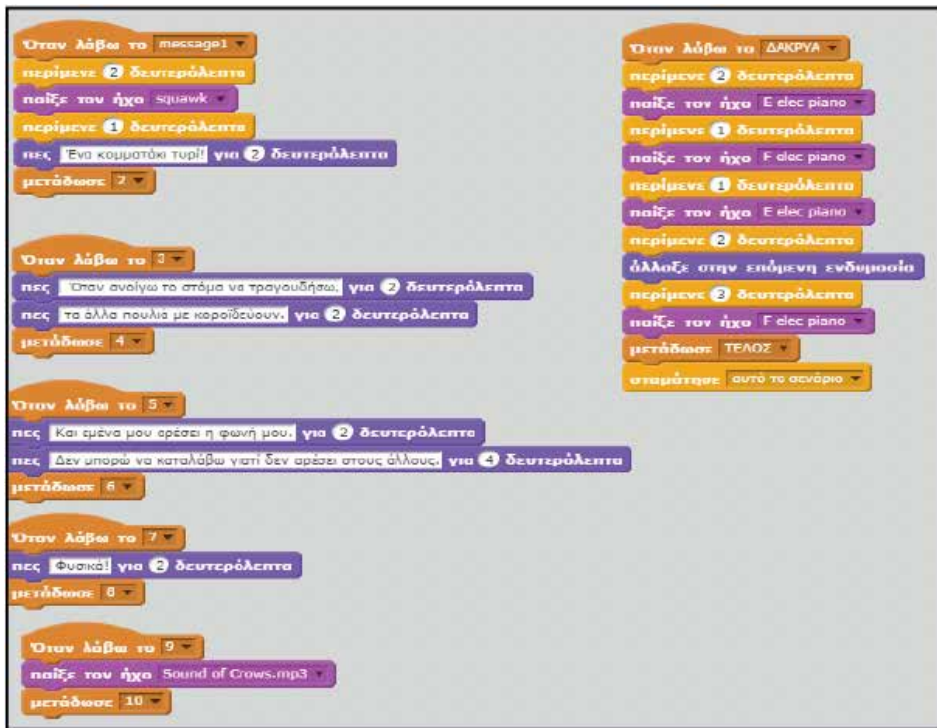 Όταν λάβω το message1
περίμενε 2 δευτερόλεπτα
παίξε τον ήχο squawk
περίμενε 1 δευτερόλεπτα
πες Ένα κομματάκι τυρί! για 2 δευτερόλεπτα
μετάδωσε 2
Όταν λάβω το 3
πες Όταν ανοίγω το στόμα να τραγουδήσω, για 2 δευτερόλεπτα
πες τα άλλα πουλιά με κοροϊδεύουν. για 2 δευτερόλεπτα
μετάδωσε 4
Όταν λάβω το 5
πες Και εμένα μου αρέσει η φωνή μου. για 2 δευτερόλεπτα
πες Δεν μπορώ να καταλάβω γιατί δεν αρέσει στους άλλους. για 4 δευτερόλεπτα
μετάδωσε 6
Όταν λάβω το 7
πες Φυσικά! για 2 δευτερόλεπτα
μετάδωσε 8
Όταν λάβω το 9
παίξε τον ήχο Sound of Crows.mp3
μετάδωσε 10
Όταν λάβω το ΔΑΚΡΥΑ
περίμενε 2 δευτερόλεπτα
παίξε τον ήχο E elec piano
περίμενε 1 δευτερόλεπτα
παίξε τον ήχο F elec piano
περίμενε 1 δευτερόλεπτα
παίξε τον ήχο E elec piano
περίμενε 2 δευτερόλεπτα
άλλαξε στην επόμενη ενδυμασία
περίμενε 3 δευτερόλεπτα
παίξε τον ήχο F elec piano
μετάδωσε ΤΕΛΟΣ
σταμάτησε αυτό το σενάριο